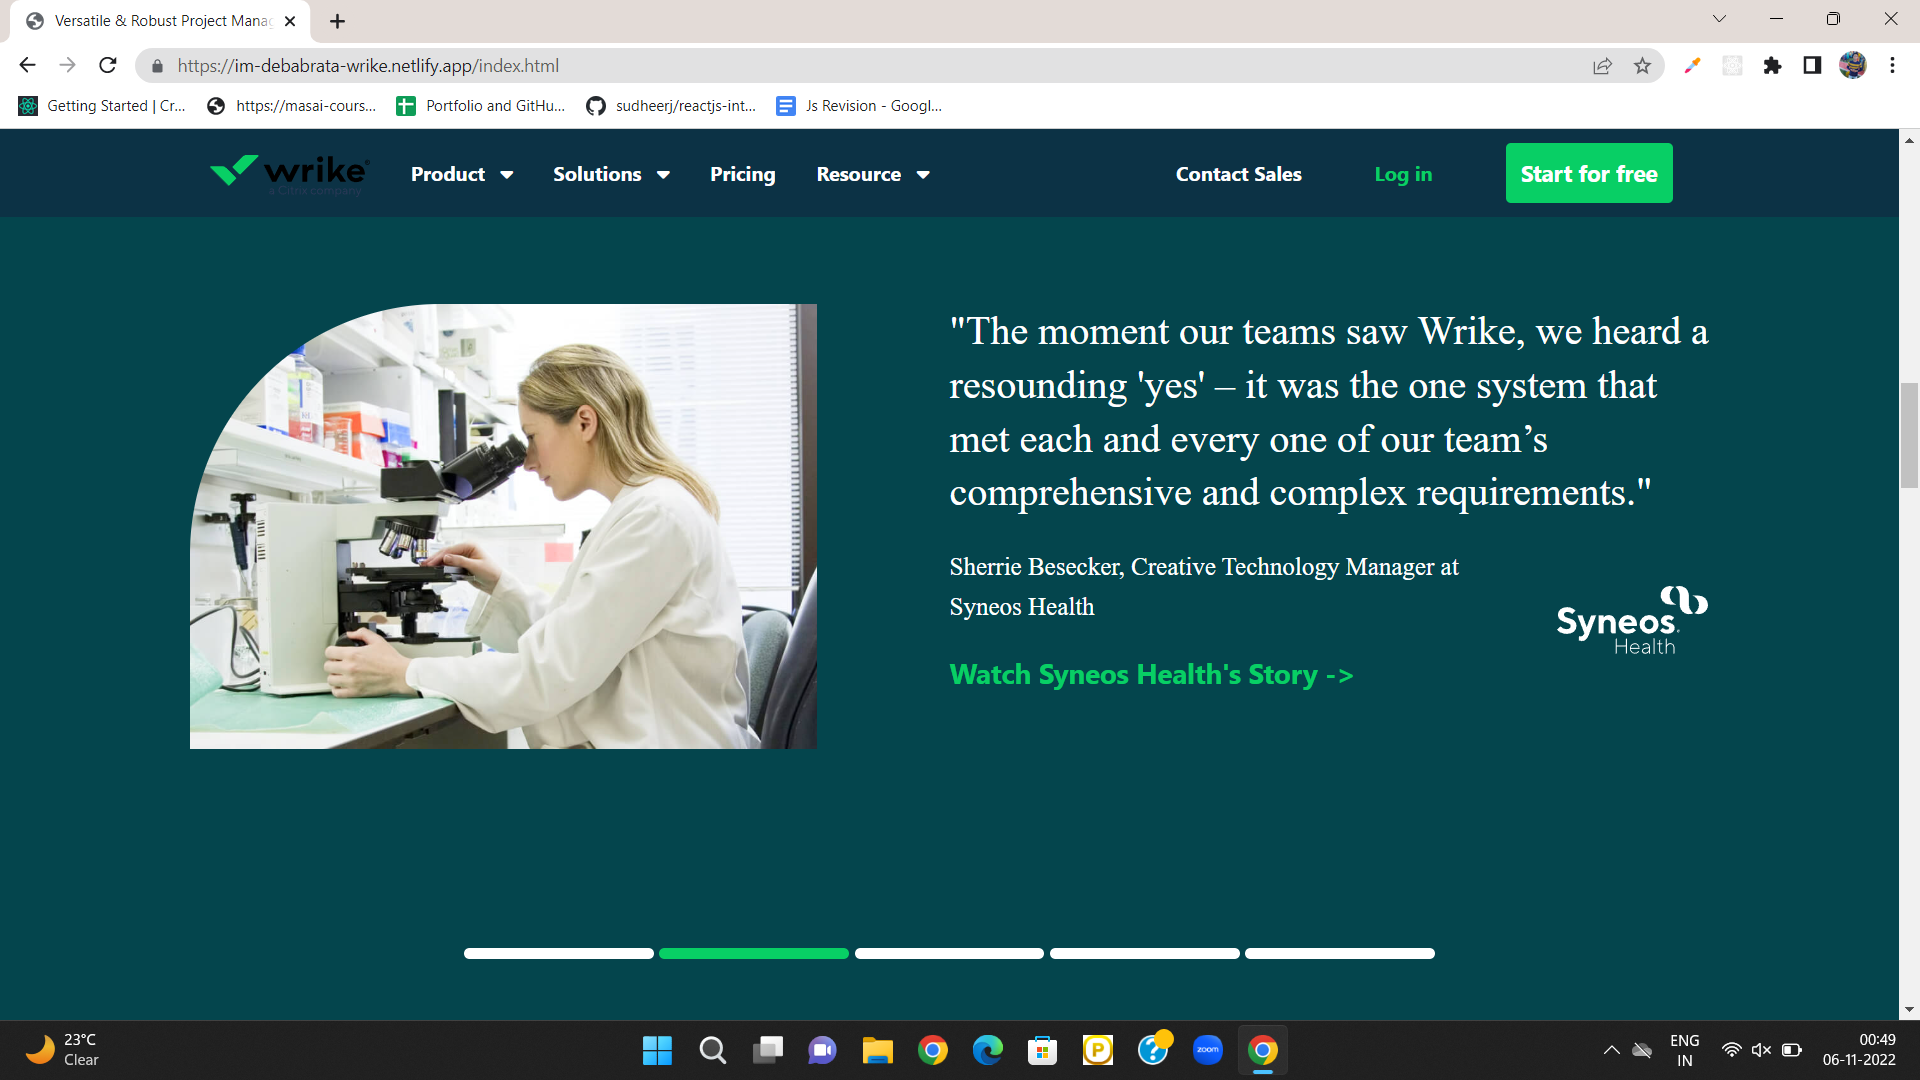 Versatile & Robust Project Mana
https://im-debabrata-wrike.netlify.app/index.html
Getting Started | Cr...
https://masai-cours...
Portfolio and GitHu...
sudheerj/reactjs-int...
Js Revision - Googl...
wrike
a Citrix company
Product
Solutions
Pricing
Resource
Contact Sales
Log in
Start for free
"The moment our teams saw Wrike, we heard a
resounding 'yes' – it was the one system that
met each and every one of our team’s
comprehensive and complex requirements."
Sherrie Besecker, Creative Technology Manager at
Syneos Health
Syneos
Health
Watch Syneos Health's Story ->
23°C
Clear
zoom
ENG
IN
00:49
06-11-2022